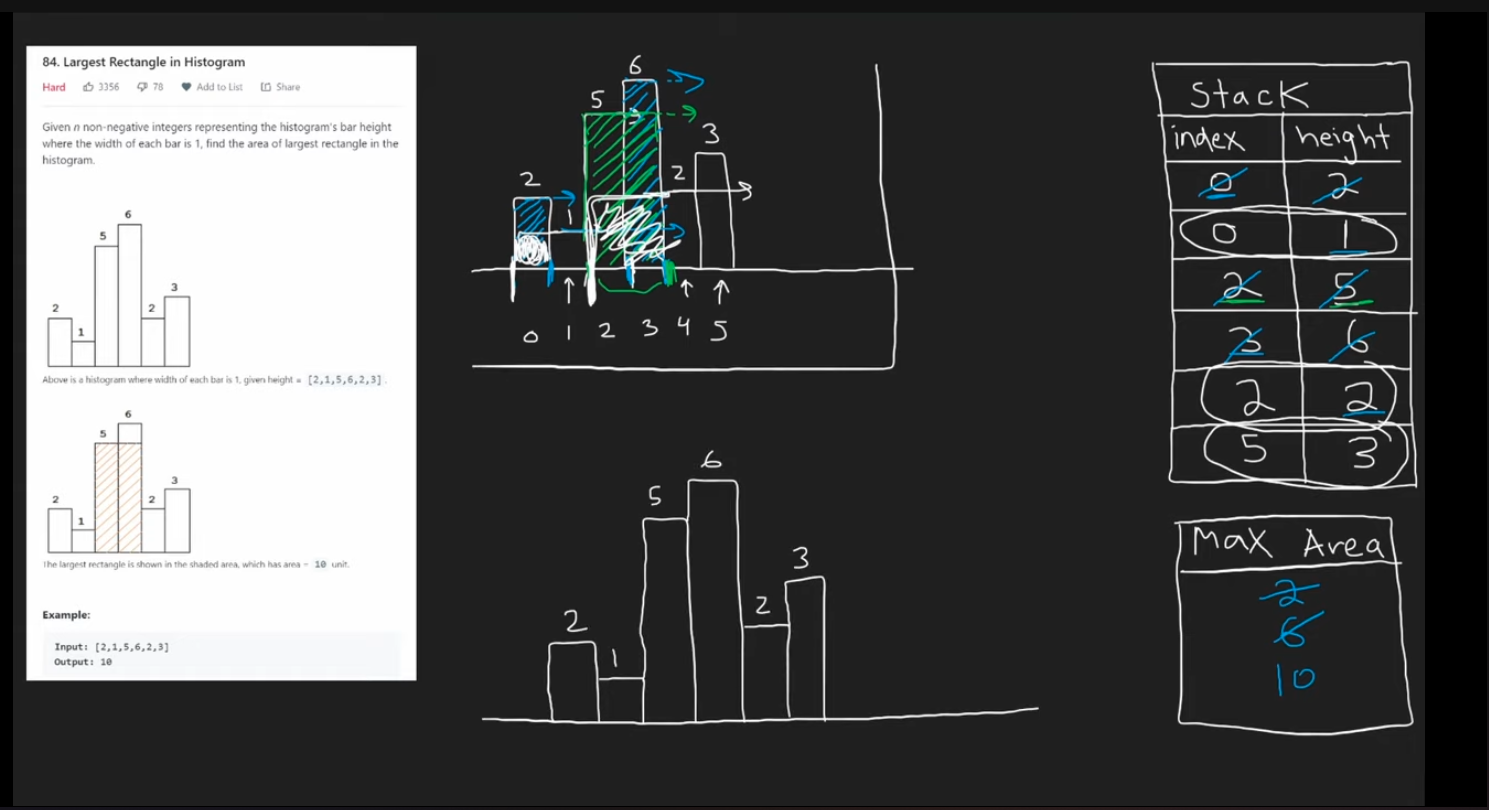 84. Largest Rectangle in Histogram
Hard 3356 78 Add to List Share
Given n non-negative integers representing the histogram's bar height
where the width of each bar is 1, find the area of largest rectangle in the
histogram.
6
5
3
2
2
1
Above is a histogram where width of each bar is 1, given height = [2,1,5,6,2,3].
6
5
3
2
2
1
The largest rectangle is shown in the shaded area, which has area = 10 unit.
Example:
Input: [2,1,5,6,2,3]
Output: 10
6
5
3
2
2
1
0 1 2 3 4 5
6
5
3
2
2
1
Stack
index height
0 2
0 1
2 5
3 6
2 2
5 3
Max Area
2
6
10